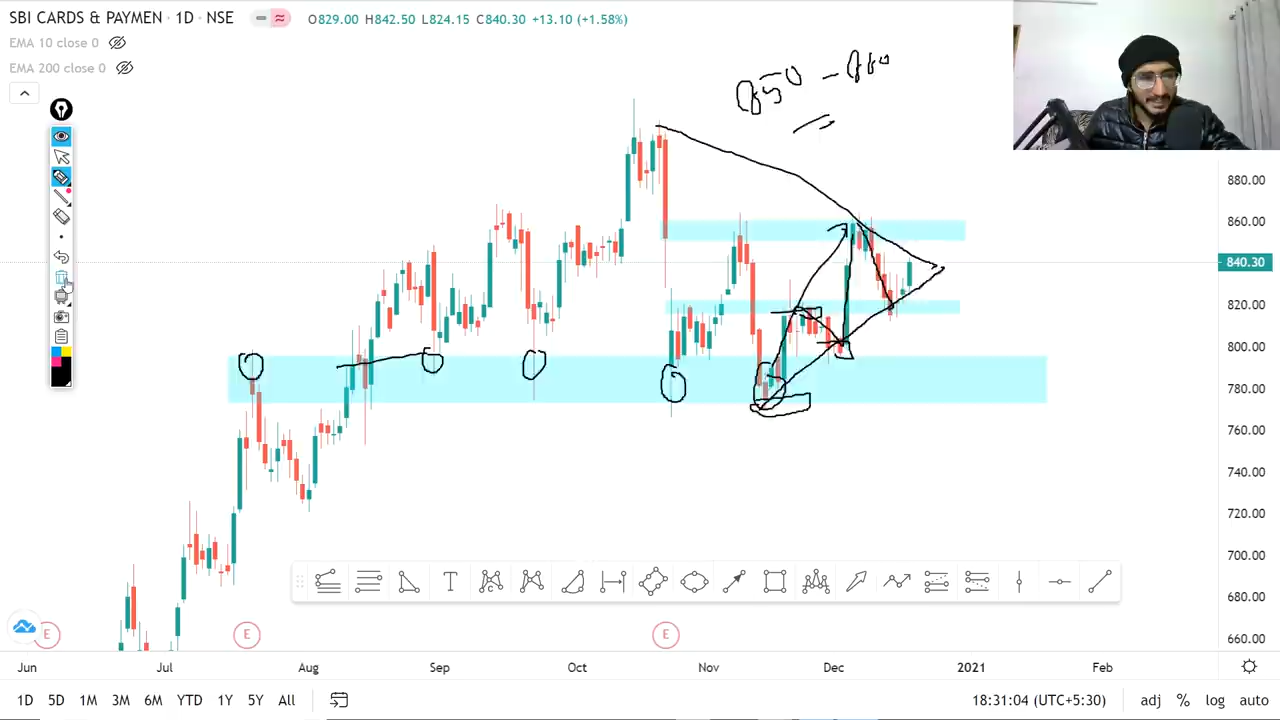 SBI CARDS & PAYMEN · 1D · NSE O829.00 H842.50 L824.15 C840.30 +13.10 (+1.58%)
EMA 10 close 0
EMA 200 close 0
850 - 860
880.00
860.00
840.30
820.00
800.00
780.00
760.00
740.00
720.00
700.00
680.00
660.00
E E E
Jun Jul Aug Sep Oct Nov Dec 2021 Feb
1D 5D 1M 3M 6M YTD 1Y 5Y All 18:31:04 (UTC+5:30) adj % log auto